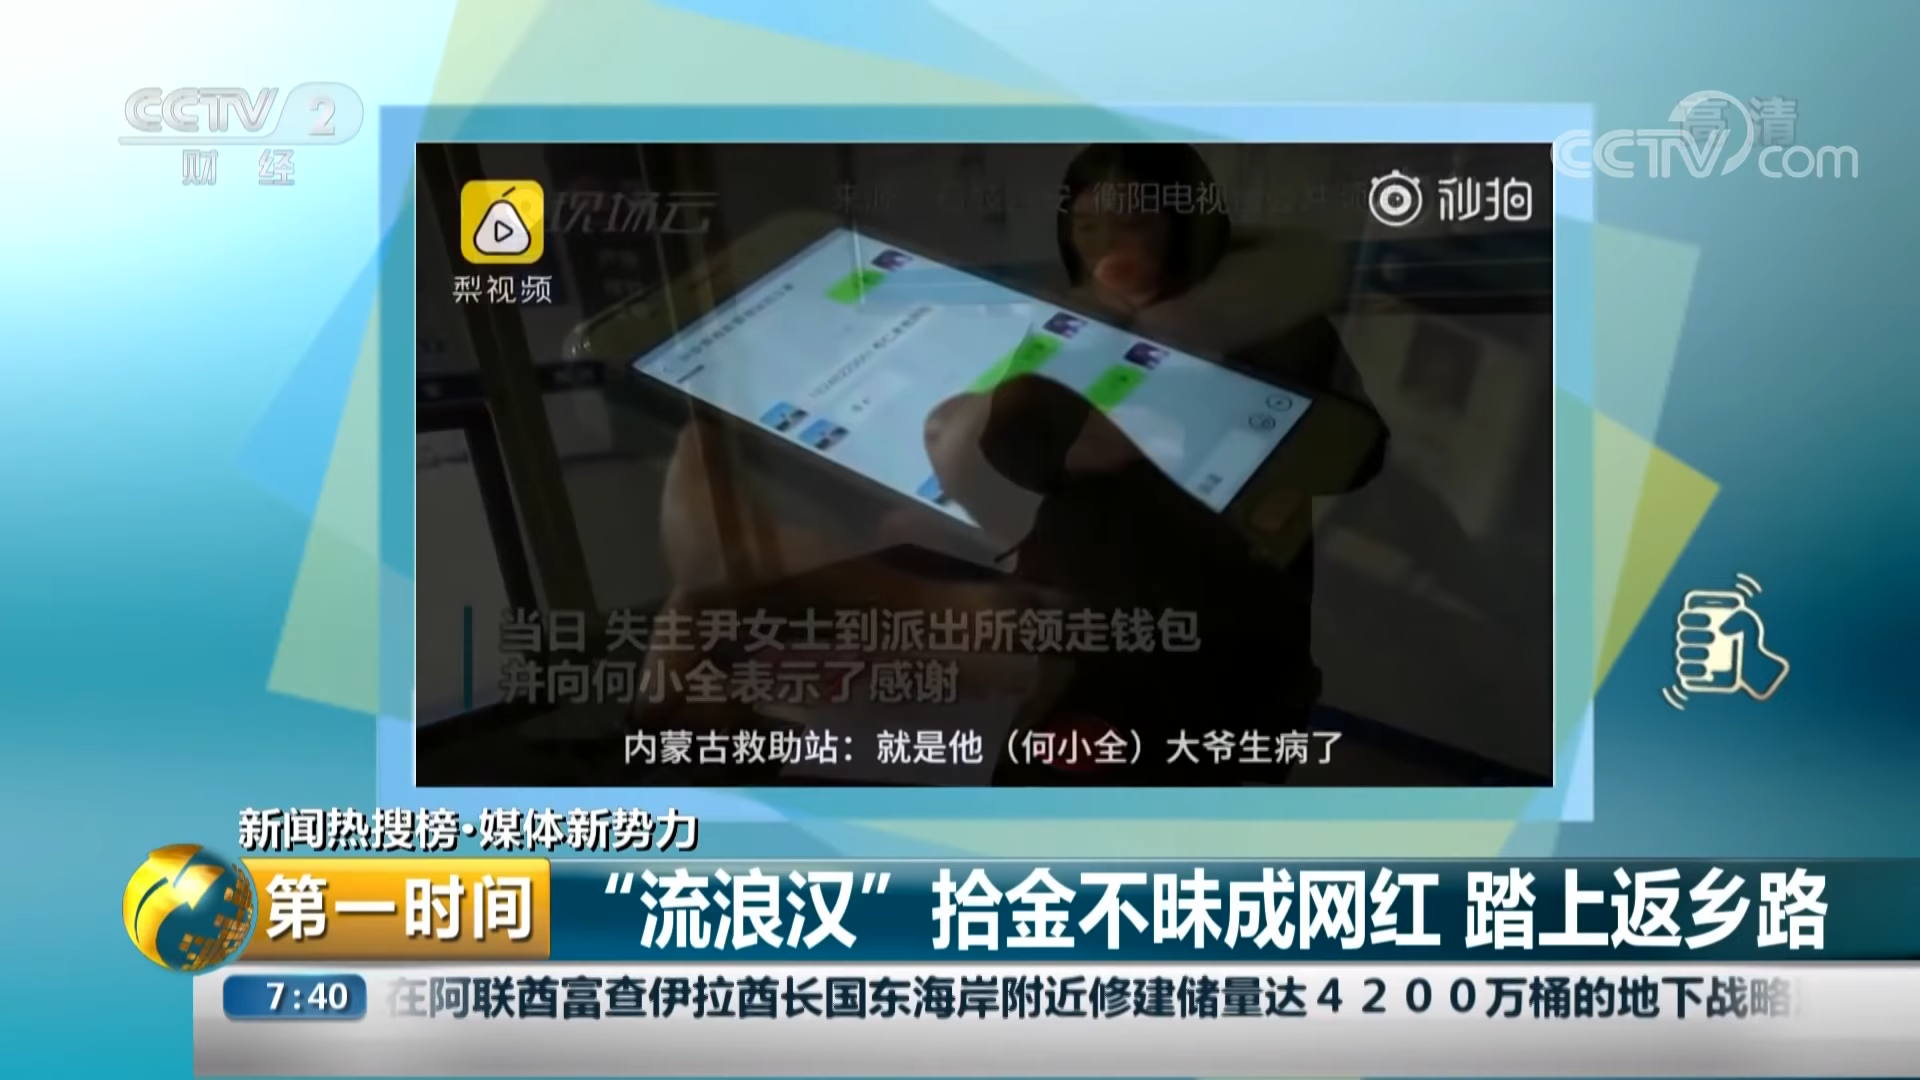 CCTV 2
财 经
高清
CCTV.com
梨视频
现场云
衡阳电视
秒拍
当日 失主尹女士到派出所领走钱包
并向何小全表示了感谢
内蒙古救助站：就是他（何小全）大爷生病了
新闻热搜榜·媒体新势力
第一时间
“流浪汉”拾金不昧成网红 踏上返乡路
7:40
在阿联酋富查伊拉酋长国东海岸附近修建储量达４２００万桶的地下战略